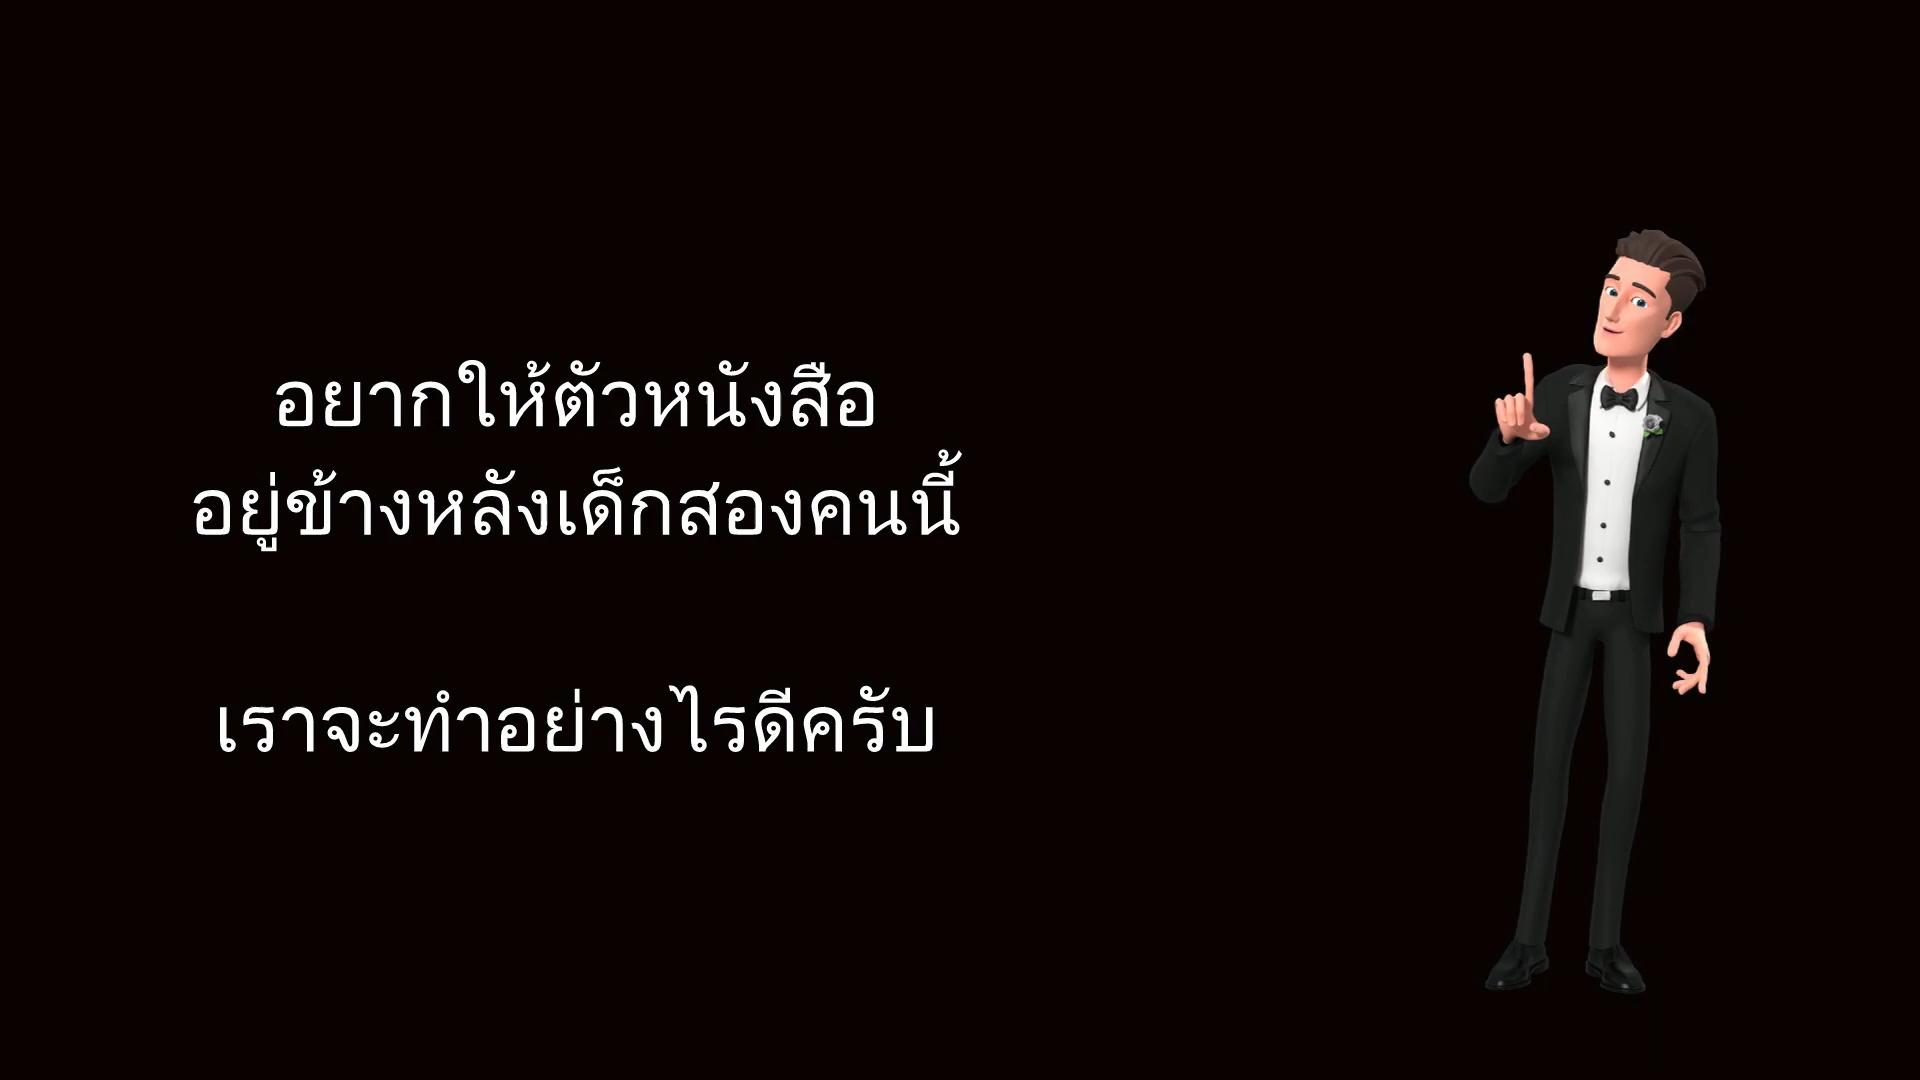 อยากให้ตัวหนังสือ
อยู่ข้างหลังเด็กสองคนนี้
เราจะทำอย่างไรดีครับ